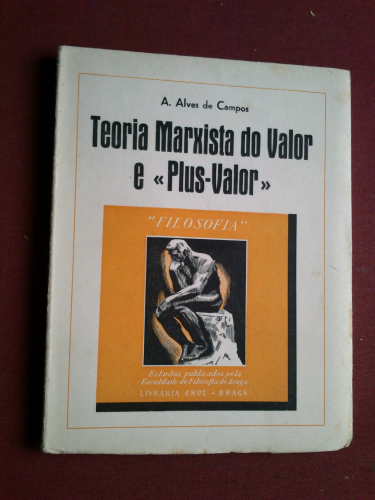 A. Alves de Campos
Teoria Marxista do Valor
e «Plus-Valor»
"FILOSOFIA"
Estudos publicados pela
Faculdade de Filosofia de Braga
LIVRARIA CRUZ - BRAGA